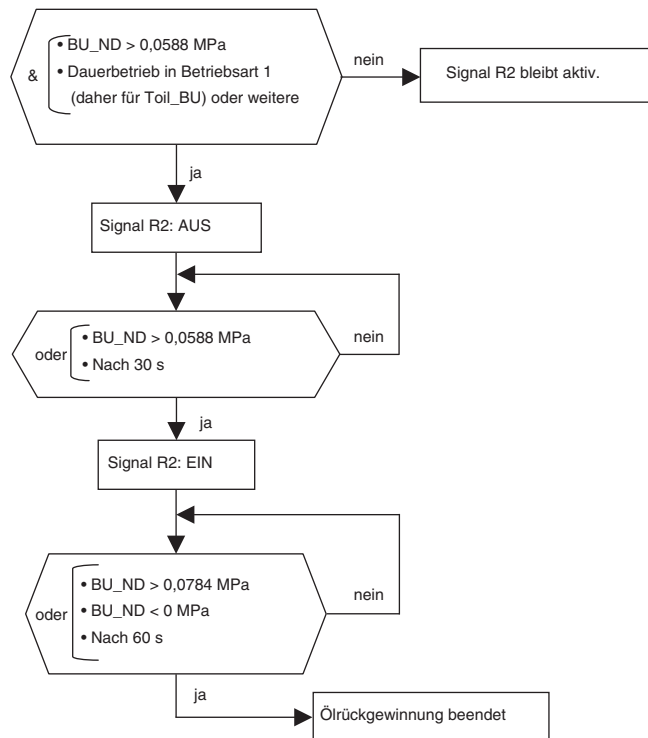 &
• BU_ND > 0,0588 MPa
• Dauerbetrieb in Betriebsart 1
(daher für Toil_BU) oder weitere
nein
Signal R2 bleibt aktiv.
ja
Signal R2: AUS
oder
• BU_ND > 0,0588 MPa
• Nach 30 s
nein
ja
Signal R2: EIN
oder
• BU_ND > 0,0784 MPa
• BU_ND < 0 MPa
• Nach 60 s
nein
ja
Ölrückgewinnung beendet